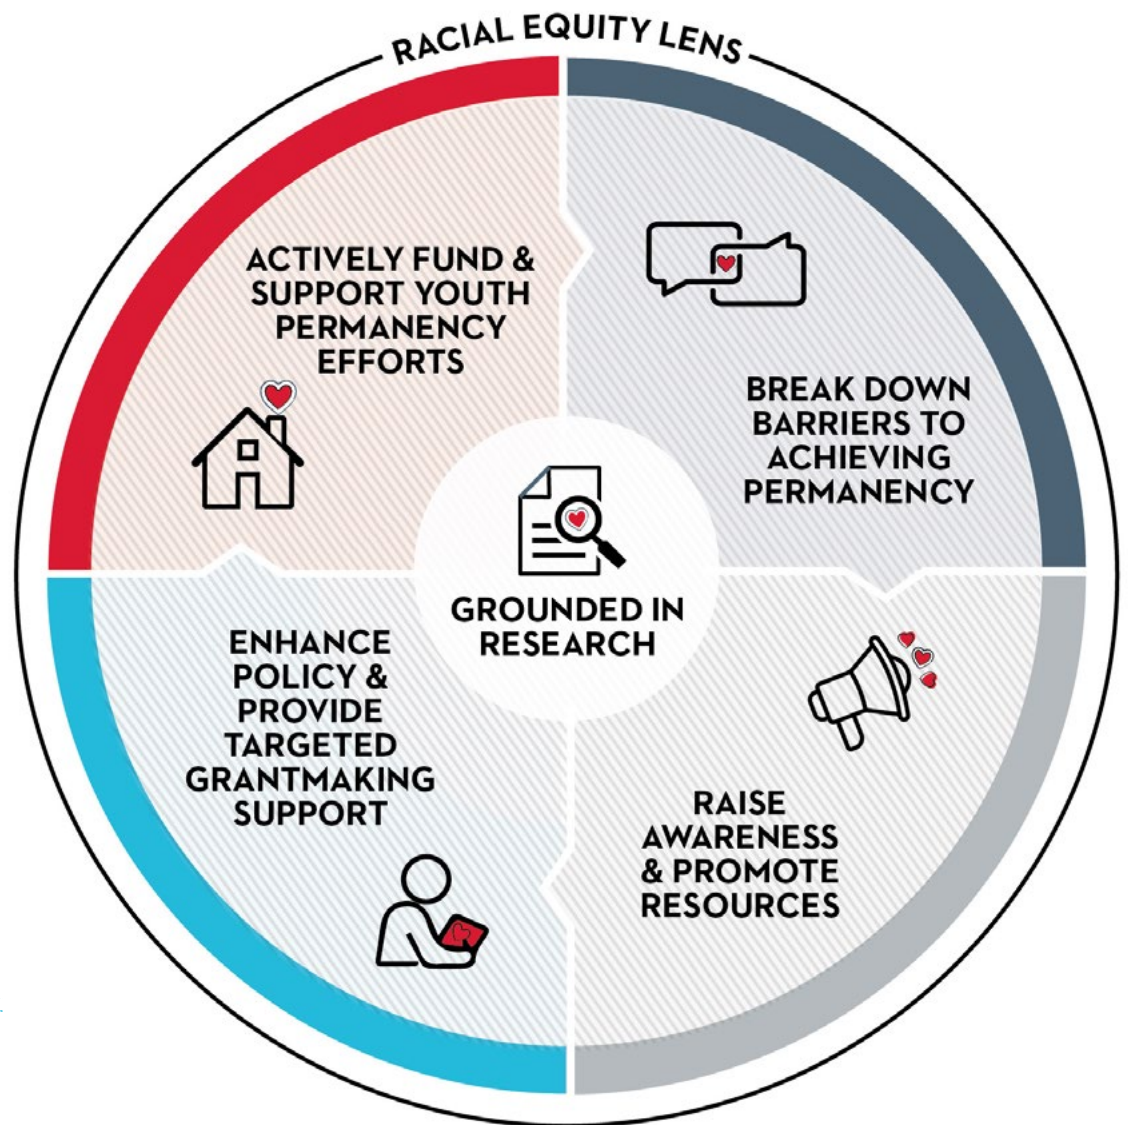 RACIAL EQUITY LENS
ACTIVELY FUND &
SUPPORT YOUTH
PERMANENCY
EFFORTS
BREAK DOWN
BARRIERS TO
ACHIEVING
PERMANENCY
GROUNDED IN
RESEARCH
ENHANCE
POLICY &
PROVIDE
TARGETED
GRANTMAKING
SUPPORT
RAISE
AWARENESS
& PROMOTE
RESOURCES